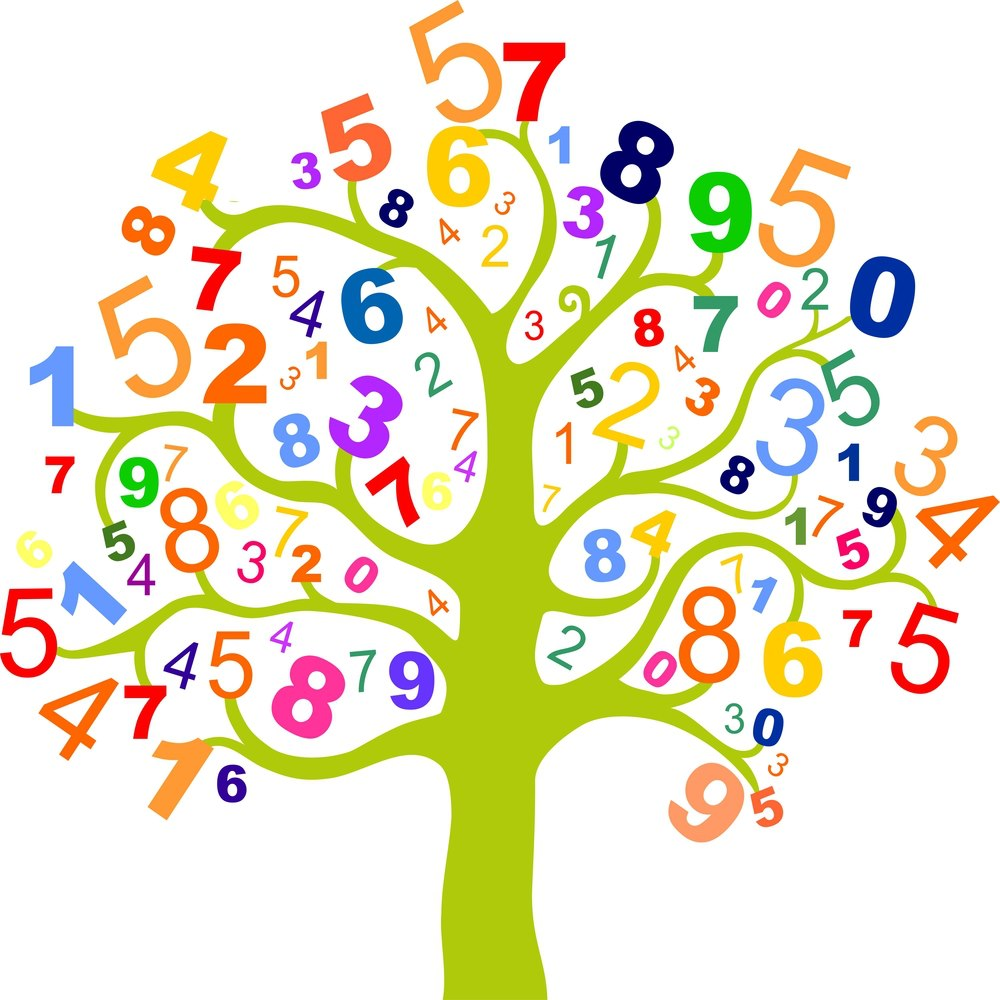 5 7
4 3 5 8 6 1 8 9 5
8 7 5 4 6 4 3 2 3 1
5 4 2 3 8 7 0 2 0
1 2 3 1 8 3 2 7 5 2 4 3 3 5
7 9 7 8 7 6 4 1 3 8 1 3
6 5 4 8 6 3 7 2 0 7 8 4 1 7 5 9 4
5 1 4 2 7 1
4 5 4 8 7 9 0 8 6 7 5
4 7 3 0
1 6 9 3 5